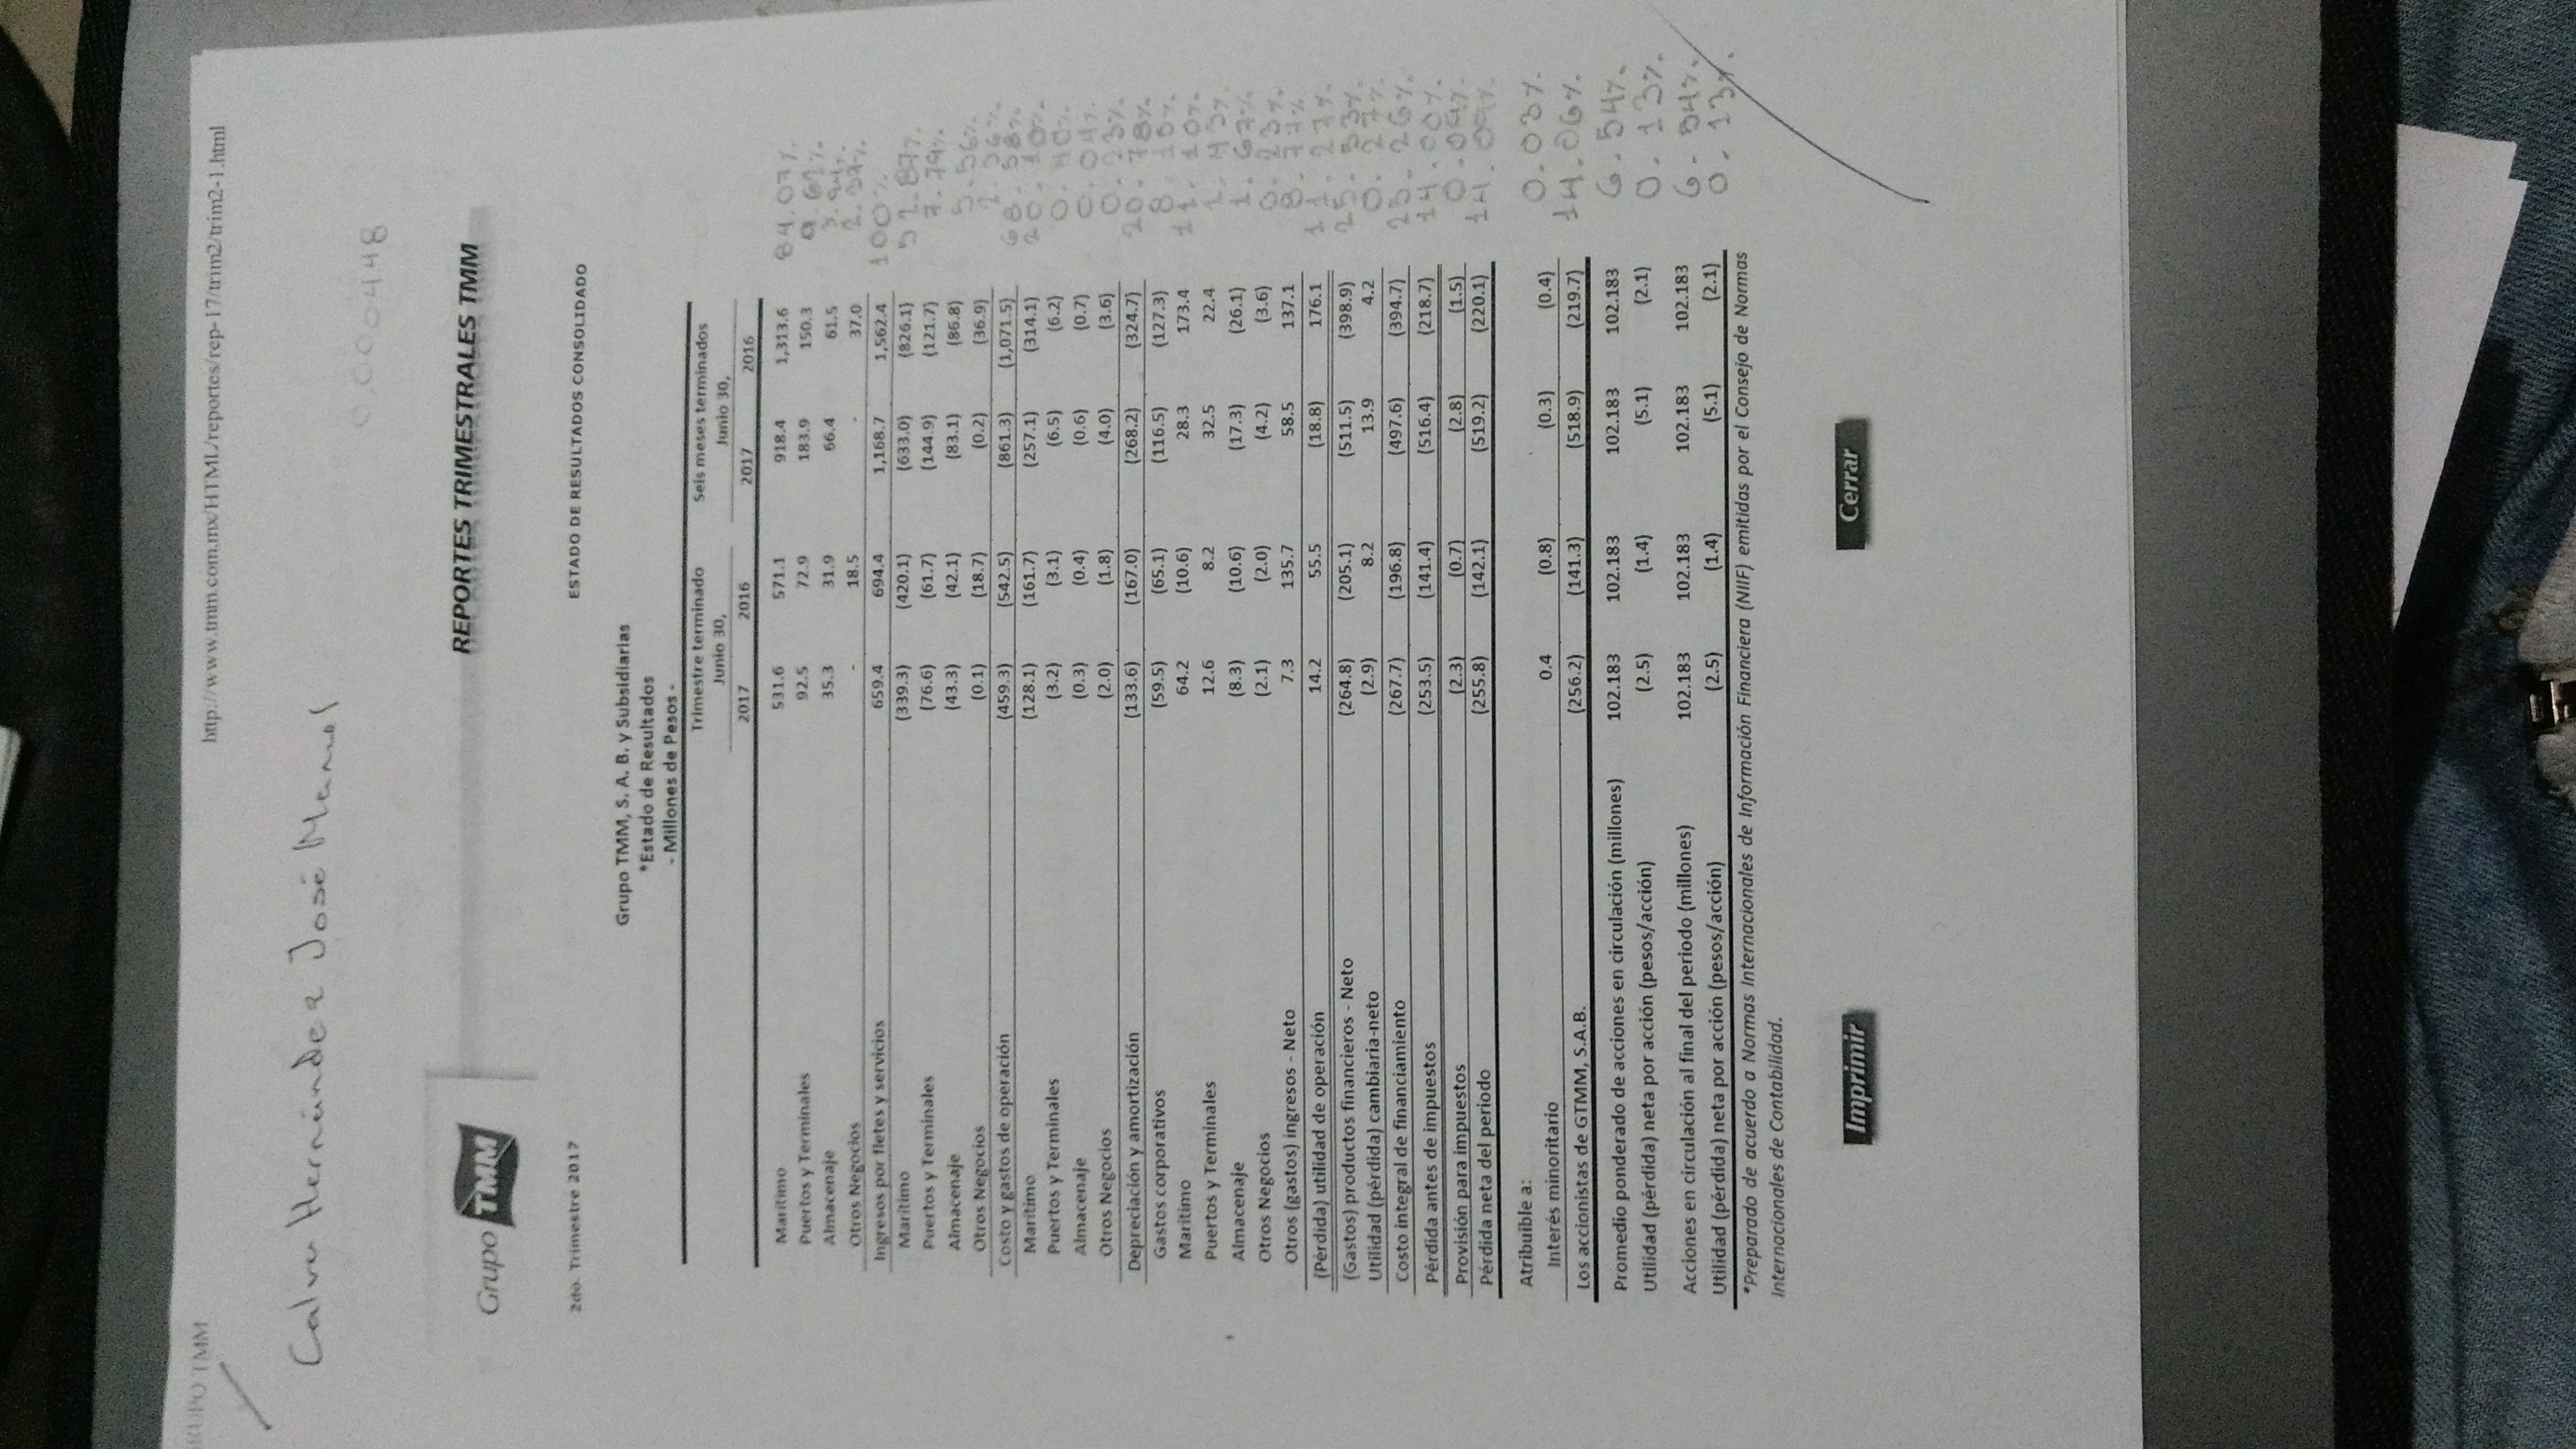 GRUPO TMM http://www.tmm.com.mx/HTML/reportes/rep-17/trim2/trim2-1.html
Calvo Hernández José Manuel
0.000448
Grupo TMM REPORTES TRIMESTRALES TMM
2do. Trimestre 2017 ESTADO DE RESULTADOS CONSOLIDADO
Grupo TMM, S. A. B. y Subsidiarias
*Estado de Resultados
- Millones de Pesos -
Trimestre terminado Seis meses terminados
Junio 30, Junio 30,
2017 2016 2017 2016
Marítimo 531.6 571.1 918.4 1,313.6 84.07%
Puertos y Terminales 92.5 72.9 183.9 150.3 9.62%
Almacenaje 35.3 31.9 66.4 61.5 3.94%
Otros Negocios - 18.5 - 37.0 2.37%
Ingresos por fletes y servicios 659.4 694.4 1,168.7 1,562.4 100%
Marítimo (339.3) (420.1) (633.0) (826.1) 52.87%
Puertos y Terminales (76.6) (61.7) (144.9) (121.7) 7.79%
Almacenaje (43.3) (42.1) (83.1) (86.8) 5.56%
Otros Negocios (0.1) (18.7) (0.2) (36.9) 2.36%
Costo y gastos de operación (459.3) (542.5) (861.3) (1,071.5) 68.58%
Marítimo (128.1) (161.7) (257.1) (314.1) 20.10%
Puertos y Terminales (3.2) (3.1) (6.5) (6.2) 0.40%
Almacenaje (0.3) (0.4) (0.6) (0.7) 0.04%
Otros Negocios (2.0) (1.8) (4.0) (3.6) 0.23%
Depreciación y amortización (133.6) (167.0) (268.2) (324.7) 20.78%
Gastos corporativos (59.5) (65.1) (116.5) (127.3) 8.15%
Marítimo 64.2 (10.6) 28.3 173.4 11.10%
Puertos y Terminales 12.6 8.2 32.5 22.4 1.43%
Almacenaje (8.3) (10.6) (17.3) (26.1) 1.67%
Otros Negocios (2.1) (2.0) (4.2) (3.6) 0.23%
Otros (gastos) ingresos - Neto 7.3 135.7 58.5 137.1 8.77%
(Pérdida) utilidad de operación 14.2 55.5 (18.8) 176.1 11.27%
(Gastos) productos financieros - Neto (264.8) (205.1) (511.5) (398.9) 25.53%
Utilidad (pérdida) cambiaria-neto (2.9) 8.2 13.9 4.2 0.27%
Costo integral de financiamiento (267.7) (196.8) (497.6) (394.7) 25.26%
Pérdida antes de impuestos (253.5) (141.4) (516.4) (218.7) 14.00%
Provisión para impuestos (2.3) (0.7) (2.8) (1.5) 0.09%
Pérdida neta del periodo (255.8) (142.1) (519.2) (220.1) 14.09%
Atribuible a:
Interés minoritario 0.4 (0.8) (0.3) (0.4) 0.03%
Los accionistas de GTMM, S.A.B. (256.2) (141.3) (518.9) (219.7) 14.06%
Promedio ponderado de acciones en circulación (millones) 102.183 102.183 102.183 102.183 6.54%
Utilidad (pérdida) neta por acción (pesos/acción) (2.5) (1.4) (5.1) (2.1) 0.13%
Acciones en circulación al final del periodo (millones) 102.183 102.183 102.183 102.183 6.54%
Utilidad (pérdida) neta por acción (pesos/acción) (2.5) (1.4) (5.1) (2.1) 0.13%
*Preparado de acuerdo a Normas Internacionales de Información Financiera (NIIF) emitidas por el Consejo de Normas
Internacionales de Contabilidad.
Imprimir Cerrar